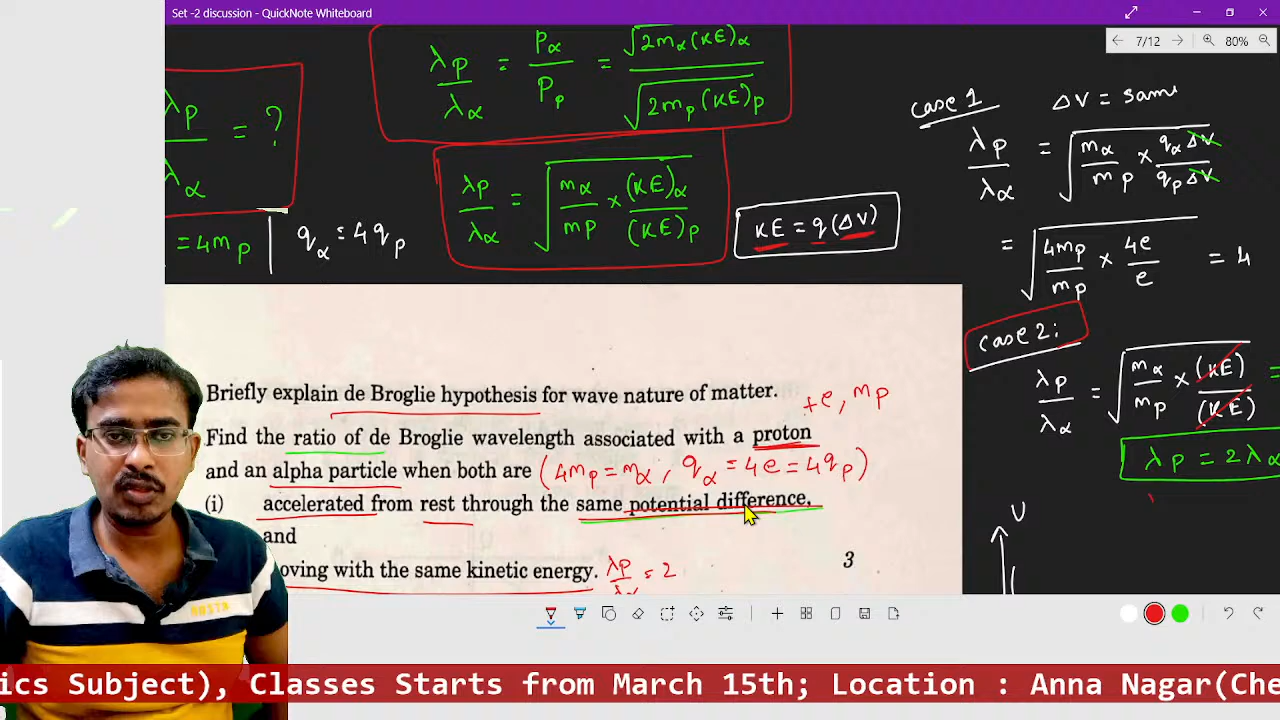 Set -2 discussion - QuickNote Whiteboard
7/12
80%
λp/λα = ?
= 4mp
qα = 4qp
λp/λα = pα/pp = √2mα(KE)α / √2mp(KE)p
λp/λα = √(mα/mp × (KE)α/(KE)p)
KE = q(ΔV)
case 1
ΔV = same
λp/λα = √(mα/mp × qαΔV/qpΔV)
= √(4mp/mp × 4e/e) = 4
case 2:
λp/λα = √(mα/mp × (KE)/(KE)) =
λp = 2λα
V
Briefly explain de Broglie hypothesis for wave nature of matter.
+e, mp
Find the ratio of de Broglie wavelength associated with a proton
and an alpha particle when both are (4mp = mα, qα = 4e = 4qp)
(i) accelerated from rest through the same potential difference,
and
oving with the same kinetic energy. λp/λα = 2
3
ics Subject), Classes Starts from March 15th; Location : Anna Nagar(Che